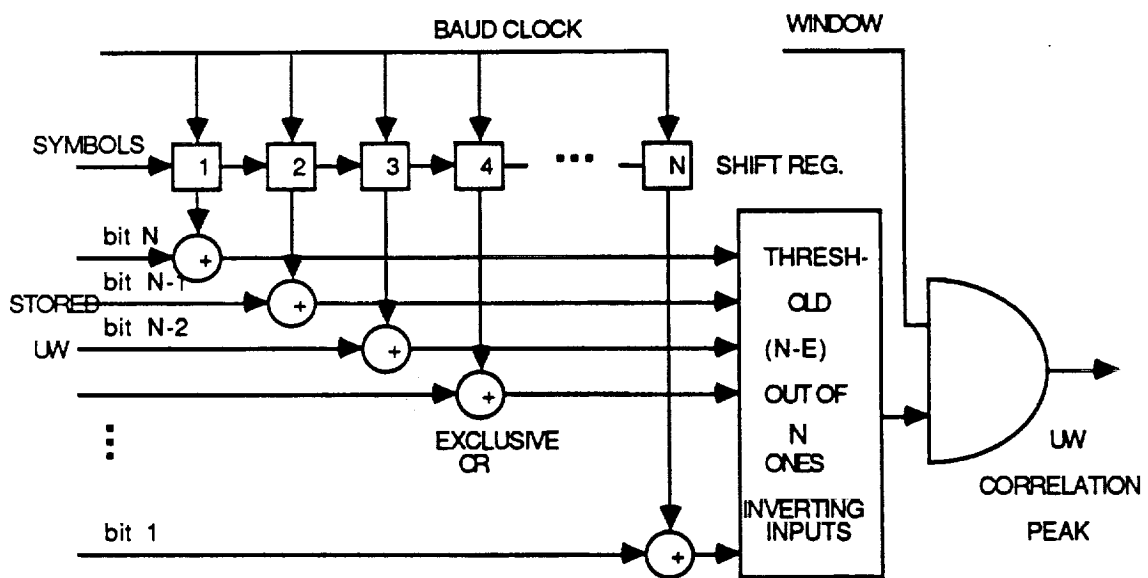 BAUD CLOCK
WINDOW
SYMBOLS
1
2
3
4
...
N
SHIFT REG.
bit N
+
THRESH-
bit N-1
STORED
+
OLD
bit N-2
UW
+
(N-E)
+
OUT OF
EXCLUSIVE
OR
N
ONES
UW
CORRELATION
PEAK
INVERTING
INPUTS
bit 1
+